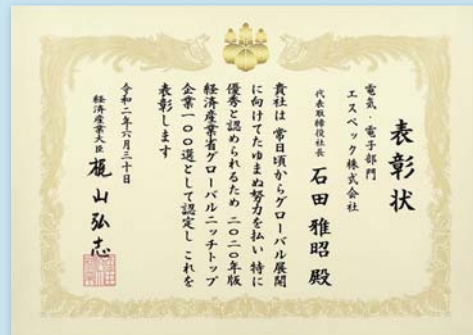 表彰状
電気・電子部門
エスペック株式会社
代表取締役社長 石田 雅昭 殿
貴社は 常日頃からグローバル展開
に向けてたゆまぬ努力を払い 特に
優秀と認められるため 二〇二〇年版
経済産業省グローバルニッチトップ
企業一〇〇選として認定し これを
表彰します
令和二年六月三十日
経済産業大臣 梶山弘志